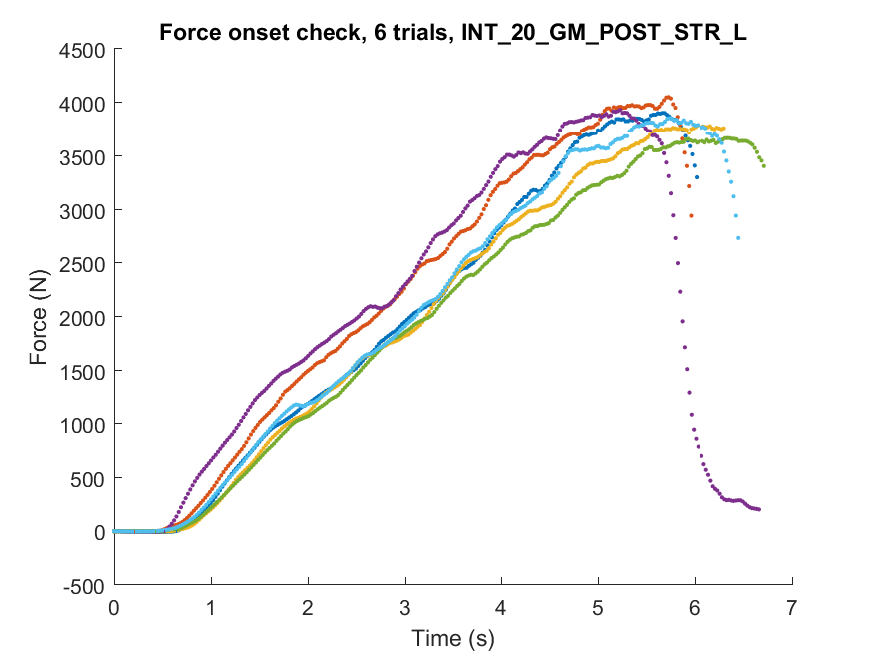 Force onset check, 6 trials, INT_20_GM_POST_STR_L
4500
4000
3500
3000
2500
2000
1500
1000
500
0
-500
Force (N)
0 1 2 3 4 5 6 7
Time (s)